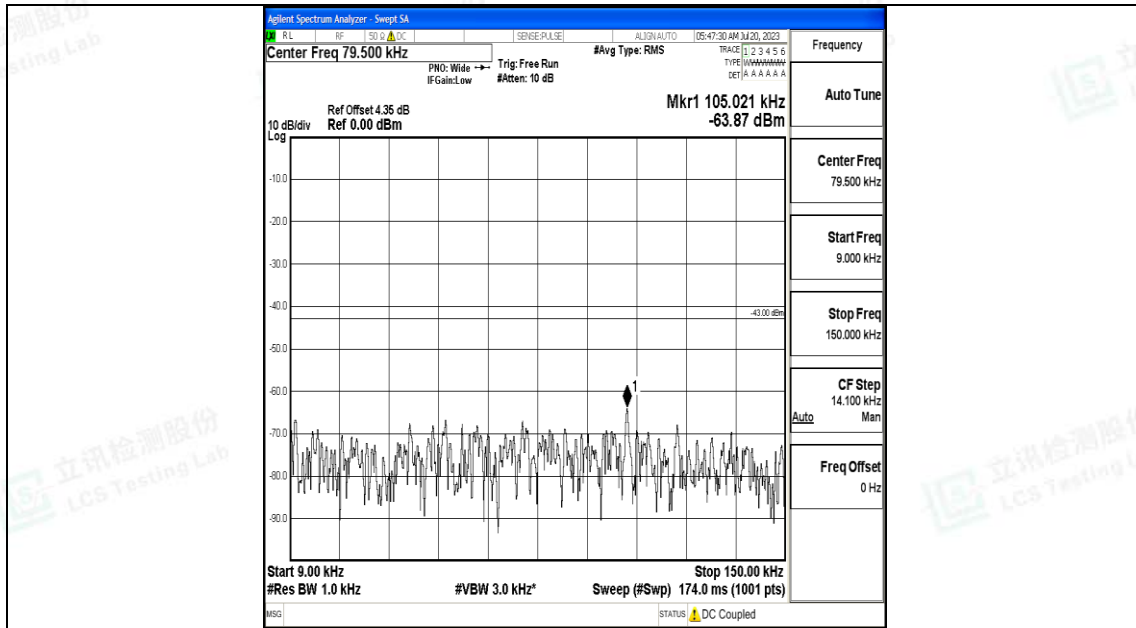 Agilent Spectrum Analyzer - Swept SA
RL RF 50 Ω DC SENSE:PULSE ALIGN AUTO 05:47:30 AM Jul 20, 2023
Center Freq 79.500 kHz
PNO: Wide
IFGain:Low
Trig: Free Run
#Atten: 10 dB
#Avg Type: RMS
TRACE 1 2 3 4 5 6
TYPE
DET A A A A A A
Frequency
Auto Tune
Center Freq
79.500 kHz
Start Freq
9.000 kHz
Stop Freq
150.000 kHz
CF Step
14.100 kHz
Auto Man
Freq Offset
0 Hz
Mkr1 105.021 kHz
-63.87 dBm
Ref Offset 4.35 dB
10 dB/div Ref 0.00 dBm
Log
-10.0
-20.0
-30.0
-40.0
-43.00 dBm
-50.0
-60.0
1
-70.0
-80.0
-90.0
Start 9.00 kHz Stop 150.00 kHz
#Res BW 1.0 kHz #VBW 3.0 kHz* Sweep (#Swp) 174.0 ms (1001 pts)
MSG STATUS DC Coupled
立讯检测股份
LCS Testing Lab
立讯检测股份
LCS Testing L